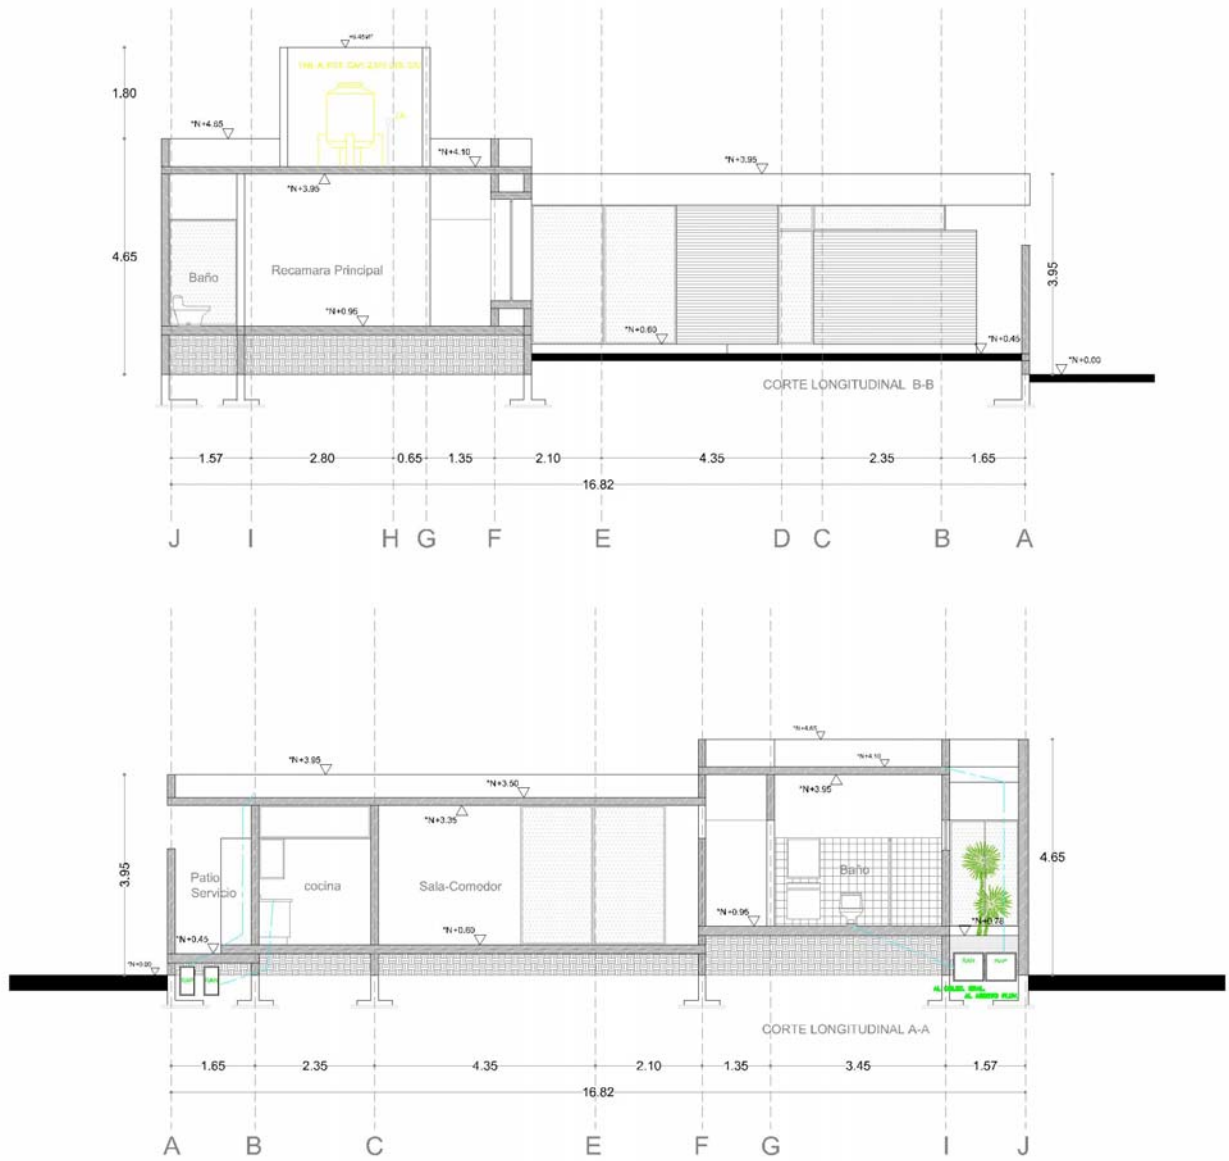 1.80
*N+4.65
*N+4.10
*N+3.95
*N+3.95
4.65
Baño
Recamara Principal
3.95
*N+0.95
*N+0.60
*N+0.45
*N+0.00
CORTE LONGITUDINAL B-B
1.57 2.80 0.65 1.35 2.10 4.35 2.35 1.65
16.82
J I H G F E D C B A
*N+4.65
*N+4.10
*N+3.95
*N+3.95
*N+3.50
*N+3.35
3.95
4.65
Patio
Servicio
cocina
Sala-Comedor
Baño
*N+0.95
*N+0.78
*N+0.45
*N+0.60
*N+0.00
CORTE LONGITUDINAL A-A
1.65 2.35 4.35 2.10 1.35 3.45 1.57
16.82
A B C E F G I J